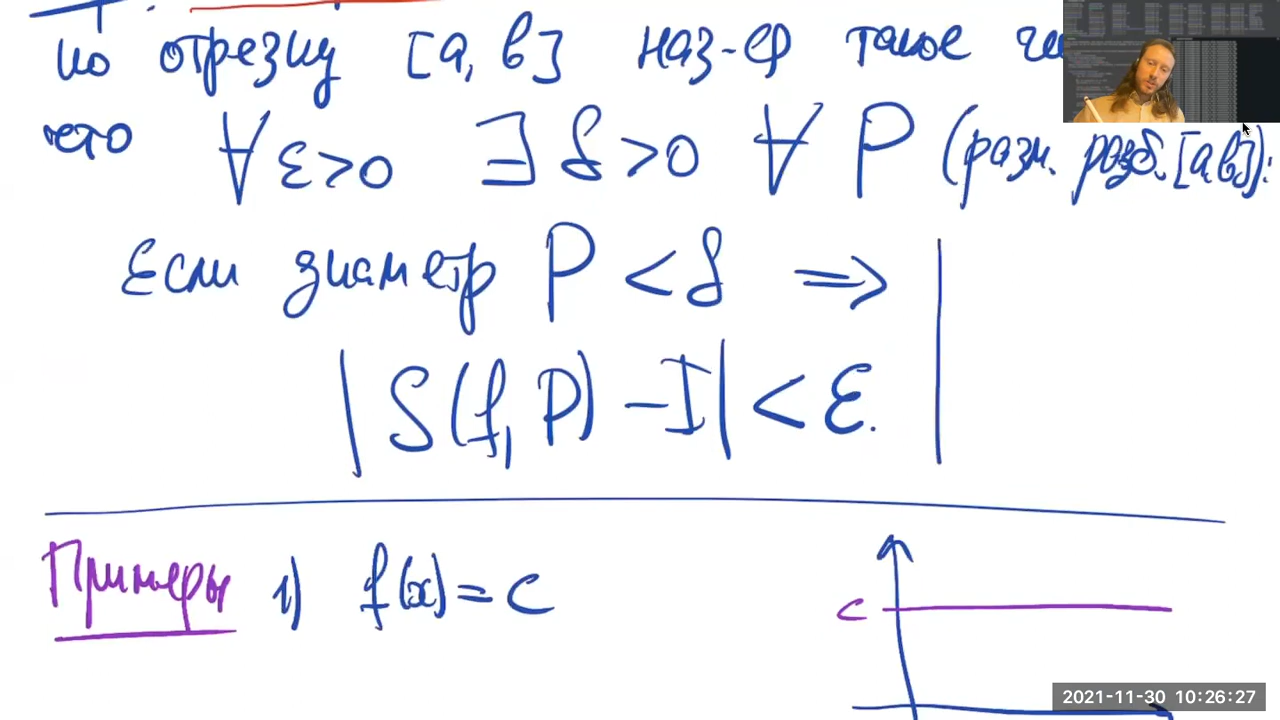 по отрезку [a, b] наз-ся такое
что ∀ ε>0 ∃ δ>0 ∀ P (разм. разб. [a,b]):
Если диаметр P < δ ⇒
| S(f, P) − I | < ε.
Примеры 1) f(x) = c
c
2021-11-30 10:26:27